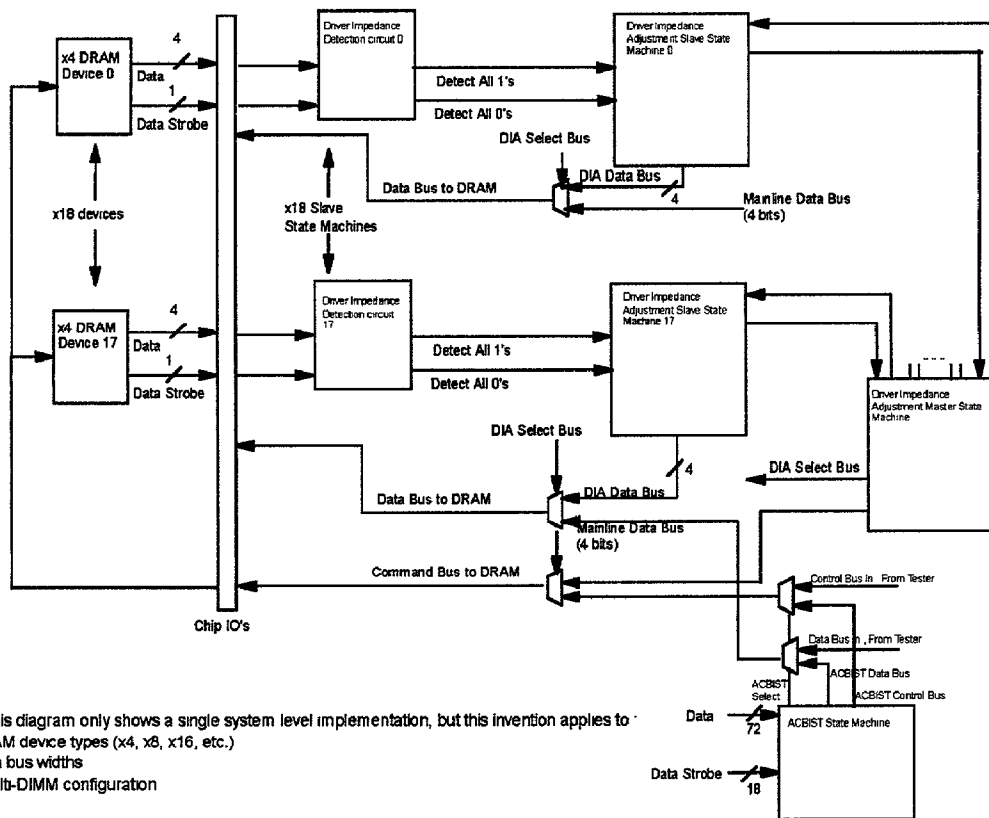 x4 DRAM
Device 0
4
Data
1
Data Strobe
Driver Impedance
Detection circuit 0
Detect All 1's
Detect All 0's
Driver Impedance
Adjustment Slave State
Machine 0
DIA Select Bus
DIA Data Bus
4
Data Bus to DRAM
Mainline Data Bus
(4 bits)
x18 devices
x18 Slave
State Machines
x4 DRAM
Device 17
4
Data
1
Data Strobe
Driver Impedance
Detection circuit
17
Detect All 1's
Detect All 0's
Driver Impedance
Adjustment Slave State
Machine 17
Driver Impedance
Adjustment Master State
Machine
DIA Select Bus
4
DIA Select Bus
DIA Data Bus
Data Bus to DRAM
Mainline Data Bus
(4 bits)
Command Bus to DRAM
Control Bus in , From Tester
Chip IO's
Data Bus in , From Tester
ACBIST Data Bus
ACBIST
Select
ACBIST Control Bus
is diagram only shows a single system level implementation, but this invention applies to
AM device types (x4, x8, x16, etc.)
a bus widths
lti-DIMM configuration
Data
72
Data Strobe
18
ACBIST State Machine